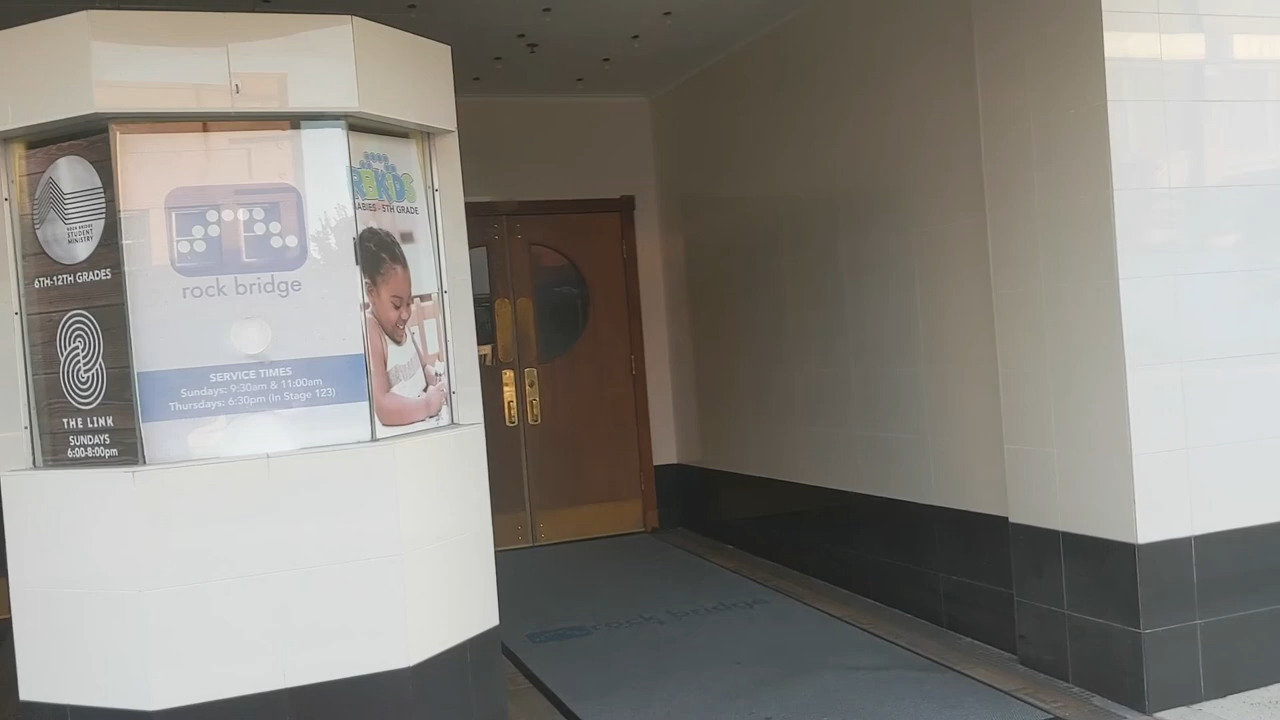 ROCK BRIDGE
STUDENT
MINISTRY
6TH-12TH GRADES
THE LINK
SUNDAYS
6:00-8:00pm
rock bridge
SERVICE TIMES
Sundays: 9:30am & 11:00am
Thursdays: 6:30pm (In Stage 123)
RBKIDS
BABIES - 5TH GRADE
rock bridge